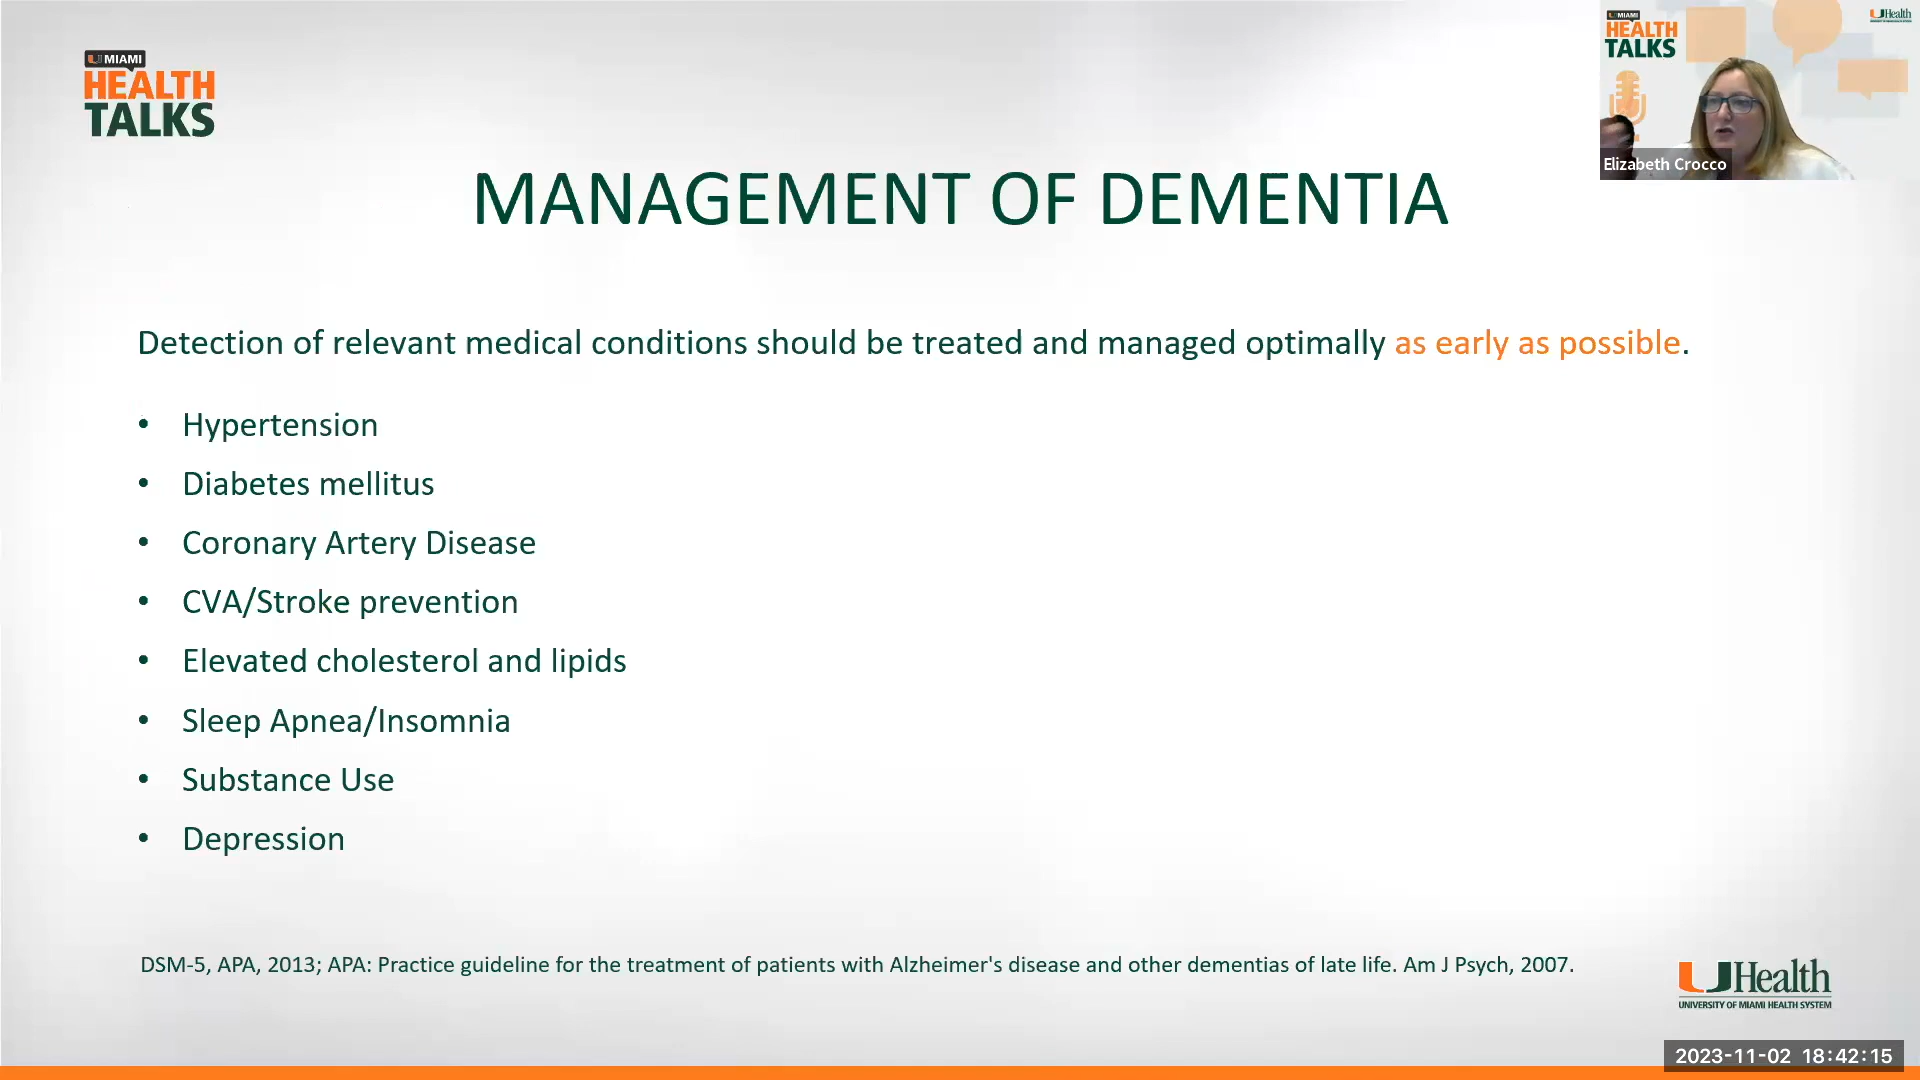 U MIAMI
HEALTH
TALKS
U MIAMI
HEALTH
TALKS
UHealth
Elizabeth Crocco
MANAGEMENT OF DEMENTIA
Detection of relevant medical conditions should be treated and managed optimally as early as possible.
• Hypertension
• Diabetes mellitus
• Coronary Artery Disease
• CVA/Stroke prevention
• Elevated cholesterol and lipids
• Sleep Apnea/Insomnia
• Substance Use
• Depression
DSM-5, APA, 2013; APA: Practice guideline for the treatment of patients with Alzheimer's disease and other dementias of late life. Am J Psych, 2007.
UHealth
UNIVERSITY OF MIAMI HEALTH SYSTEM
2023-11-02 18:42:15